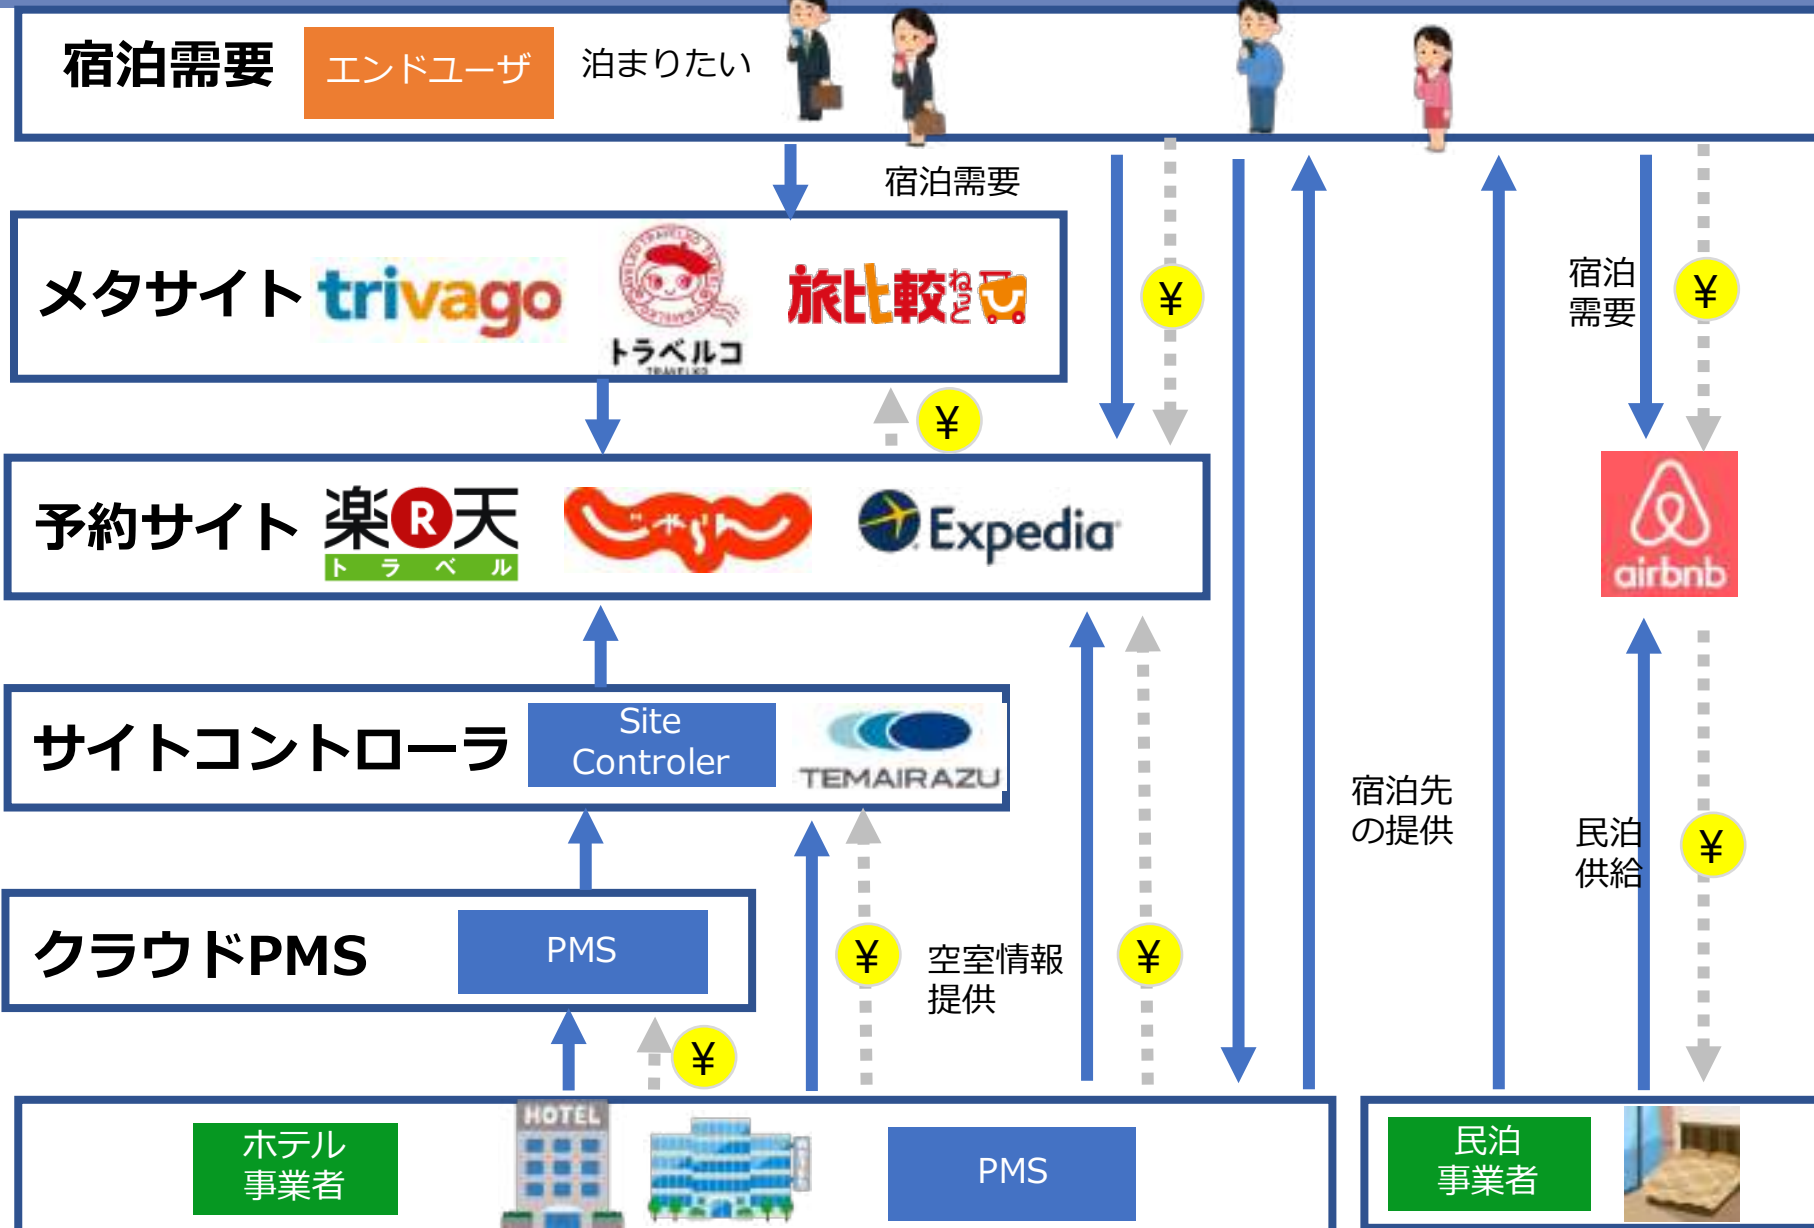 宿泊需要
エンドユーザ
泊まりたい
宿泊需要
メタサイト
trivago
トラベルコ
TRAVELKO
旅比較ねっと
¥
宿泊
需要
¥
¥
予約サイト
楽R天
トラベル
じゃらん
Expedia
airbnb
サイトコントローラ
Site
Controler
TEMAIRAZU
宿泊先
の提供
民泊
供給
¥
クラウドPMS
PMS
¥
空室情報
提供
¥
¥
ホテル
事業者
HOTEL
PMS
民泊
事業者